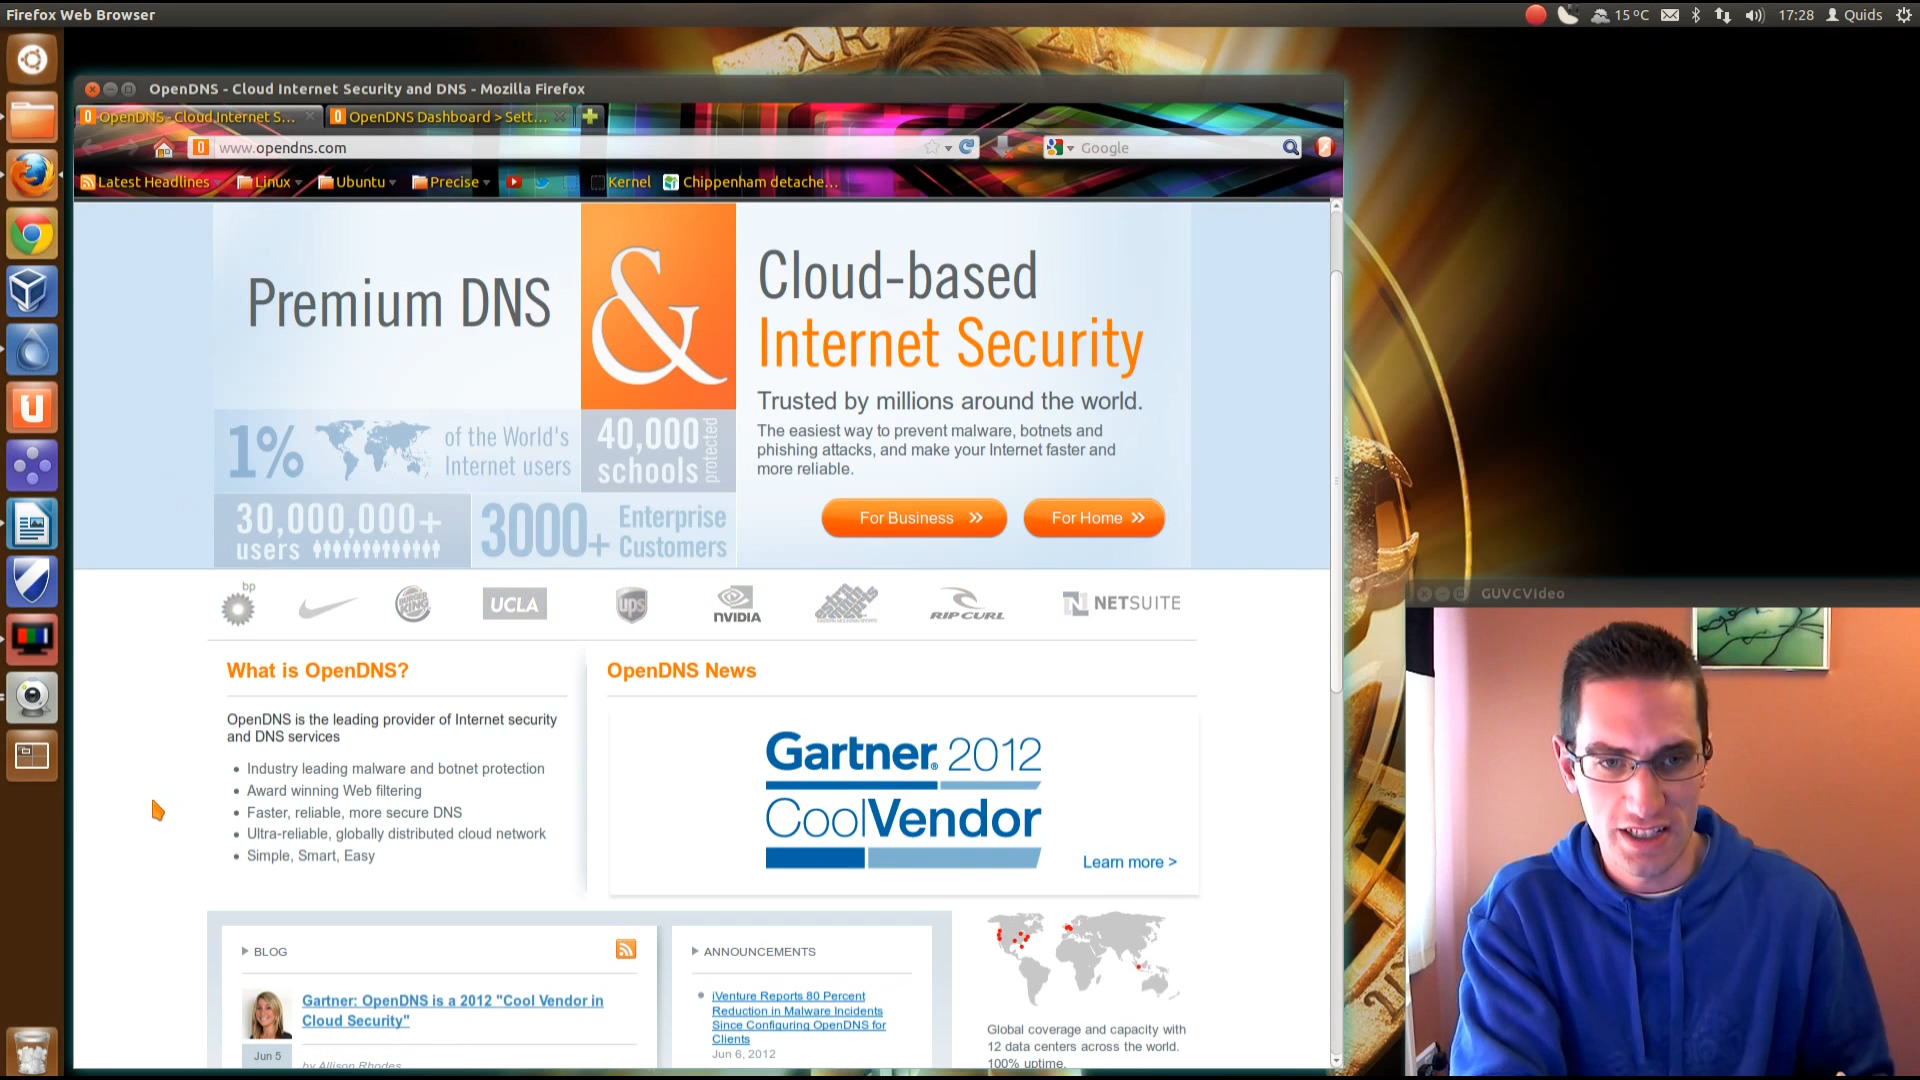 Firefox Web Browser
15°C
17:28
Quids
OpenDNS - Cloud Internet Security and DNS - Mozilla Firefox
OpenDNS - Cloud Internet S...
OpenDNS Dashboard > Sett...
www.opendns.com
Google
Latest Headlines
Linux
Ubuntu
Precise
Kernel
Chippenham detache...
Premium DNS
&
Cloud-based
Internet Security
Trusted by millions around the world.
The easiest way to prevent malware, botnets and
phishing attacks, and make your Internet faster and
more reliable.
1%
of the World's
Internet users
40,000
schools
protected
30,000,000+
users
3000+
Enterprise
Customers
For Business »
For Home »
bp
BURGER
KING
UCLA
ups
NVIDIA
RIP CURL
N NETSUITE
What is OpenDNS?
OpenDNS is the leading provider of Internet security
and DNS services
Industry leading malware and botnet protection
Award winning Web filtering
Faster, reliable, more secure DNS
Ultra-reliable, globally distributed cloud network
Simple, Smart, Easy
OpenDNS News
Gartner. 2012
CoolVendor
Learn more >
BLOG
Gartner: OpenDNS is a 2012 "Cool Vendor in
Cloud Security"
Jun 5
by Allison Rhodes
ANNOUNCEMENTS
iVenture Reports 80 Percent
Reduction in Malware Incidents
Since Configuring OpenDNS for
Clients
Jun 6, 2012
Global coverage and capacity with
12 data centers across the world.
100% uptime.
GUVCVIdeo